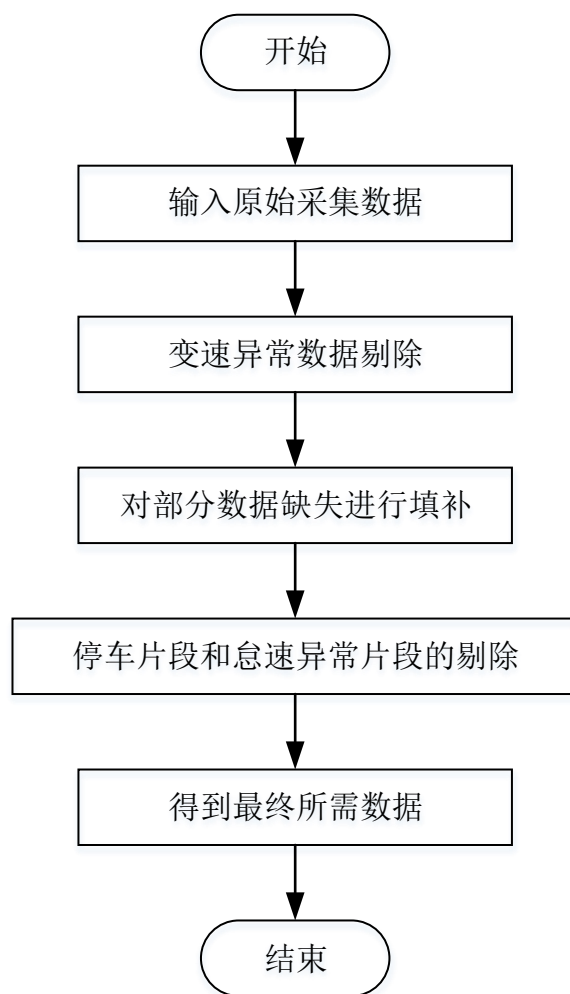 开始
输入原始采集数据
变速异常数据剔除
对部分数据缺失进行填补
停车片段和怠速异常片段的剔除
得到最终所需数据
结束